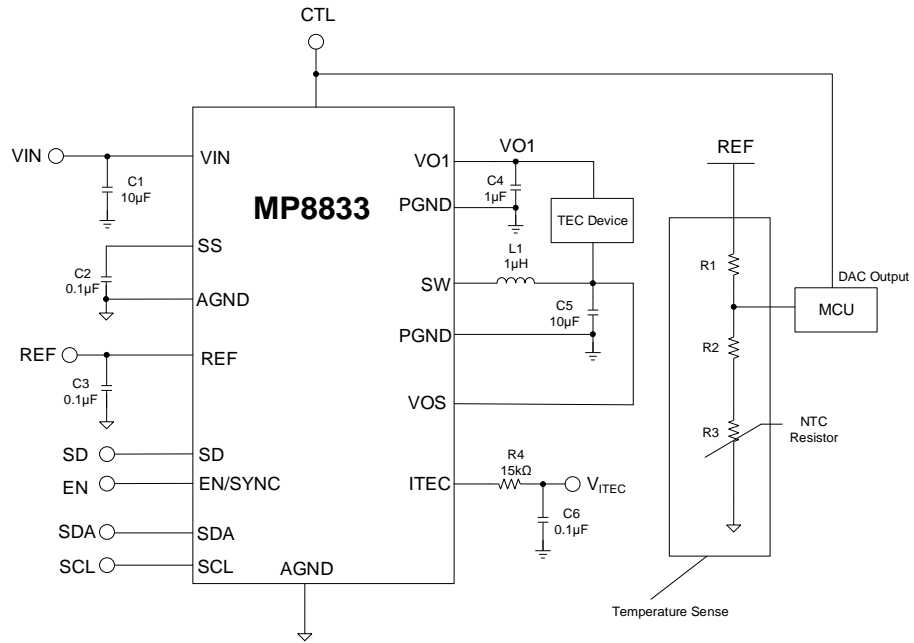 CTL
VIN
C1
10µF
VIN
MP8833
SS
C2
0.1µF
AGND
REF
REF
C3
0.1µF
SD
SD
EN
EN/SYNC
SDA
SDA
SCL
SCL
AGND
VO1
VO1
C4
1µF
PGND
TEC Device
L1
1µH
SW
C5
10µF
PGND
VOS
ITEC
R4
15kΩ
VITEC
C6
0.1µF
REF
R1
DAC Output
MCU
R2
R3
NTC
Resistor
Temperature Sense